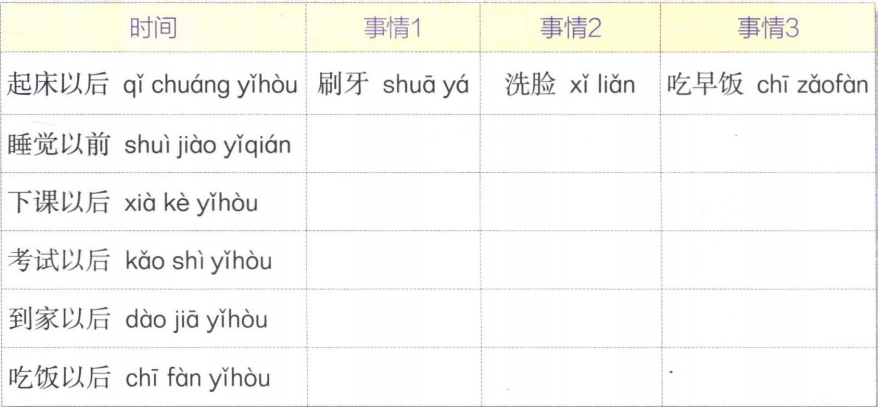 时间 事情1 事情2 事情3
起床以后 qǐ chuáng yǐhòu 刷牙 shuā yá 洗脸 xǐ liǎn 吃早饭 chī zǎofàn
睡觉以前 shuì jiào yǐqián
下课以后 xià kè yǐhòu
考试以后 kǎo shì yǐhòu
到家以后 dào jiā yǐhòu
吃饭以后 chī fàn yǐhòu